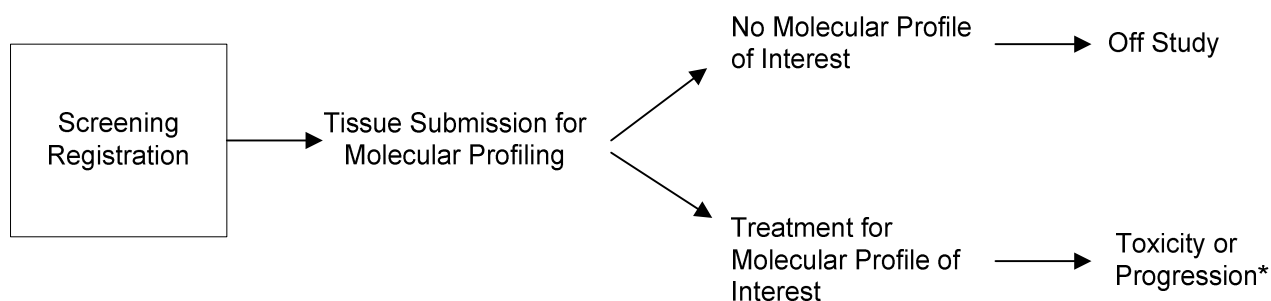 Screening
Registration
Tissue Submission for
Molecular Profiling
No Molecular Profile
of Interest
Off Study
Treatment for
Molecular Profile of
Interest
Toxicity or
Progression*